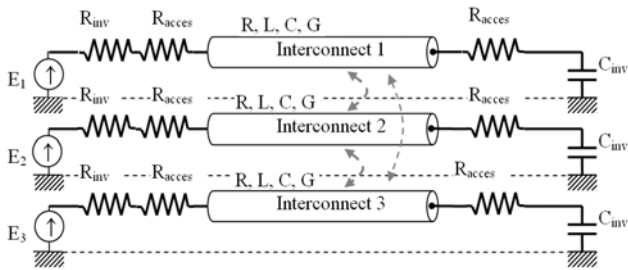 R, L, C, G
Rinv Racces Interconnect 1 Racces
E1 Cinv
Rinv Racces R, L, C, G Racces
Interconnect 2
E2 Cinv
Rinv Racces R, L, C, G Racces
Interconnect 3
E3 Cinv